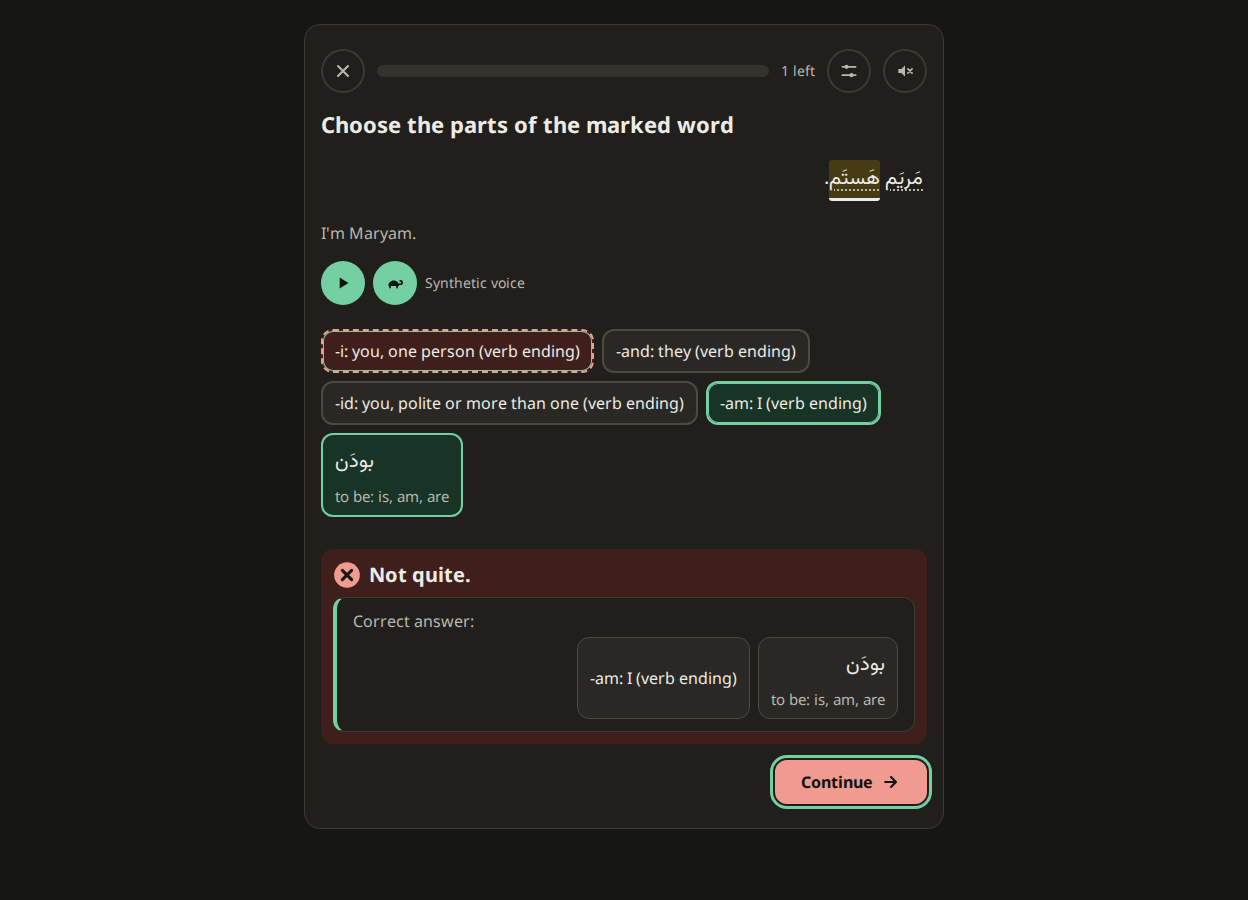 1 left
Choose the parts of the marked word
مَریَم هَستَم.
I'm Maryam.
Synthetic voice
-i: you, one person (verb ending)
-and: they (verb ending)
-id: you, polite or more than one (verb ending)
-am: I (verb ending)
بودَن
to be: is, am, are
Not quite.
Correct answer:
بودَن
to be: is, am, are
-am: I (verb ending)
Continue